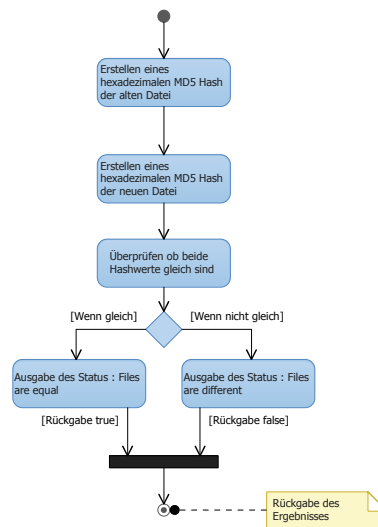 Erstellen eines
hexadezimalen MD5 Hash
der alten Datei
Erstellen eines
hexadezimalen MD5 Hash
der neuen Datei
Überprüfen ob beide
Hashwerte gleich sind
[Wenn gleich]
[Wenn nicht gleich]
Ausgabe des Status : Files
are equal
Ausgabe des Status : Files
are different
[Rückgabe true]
[Rückgabe false]
Rückgabe des
Ergebnisses